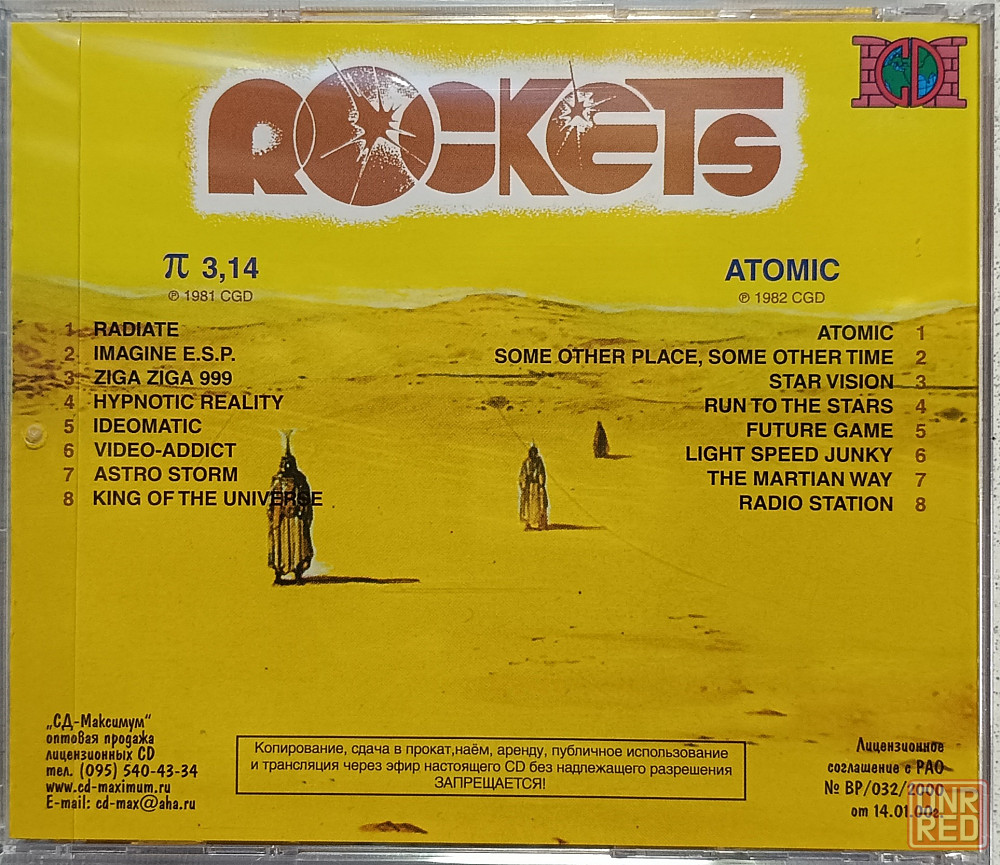 ROCKETS
CD
π 3,14
℗ 1981 CGD
1 RADIATE
2 IMAGINE E.S.P.
3 ZIGA ZIGA 999
4 HYPNOTIC REALITY
5 IDEOMATIC
6 VIDEO-ADDICT
7 ASTRO STORM
8 KING OF THE UNIVERSE
ATOMIC
℗ 1982 CGD
ATOMIC 1
SOME OTHER PLACE, SOME OTHER TIME 2
STAR VISION 3
RUN TO THE STARS 4
FUTURE GAME 5
LIGHT SPEED JUNKY 6
THE MARTIAN WAY 7
RADIO STATION 8
„СД-Максимум“
оптовая продажа
лицензионных CD
тел. (095) 540-43-34
www.cd-maximum.ru
E-mail: cd-max@aha.ru
Копирование, сдача в прокат,наём, аренду, публичное использование
и трансляция через эфир настоящего CD без надлежащего разрешения
ЗАПРЕЩАЕТСЯ!
Лицензионное
соглашение с РАО
№ ВР/032/2000
от 14.01.00г.
UNR
RED